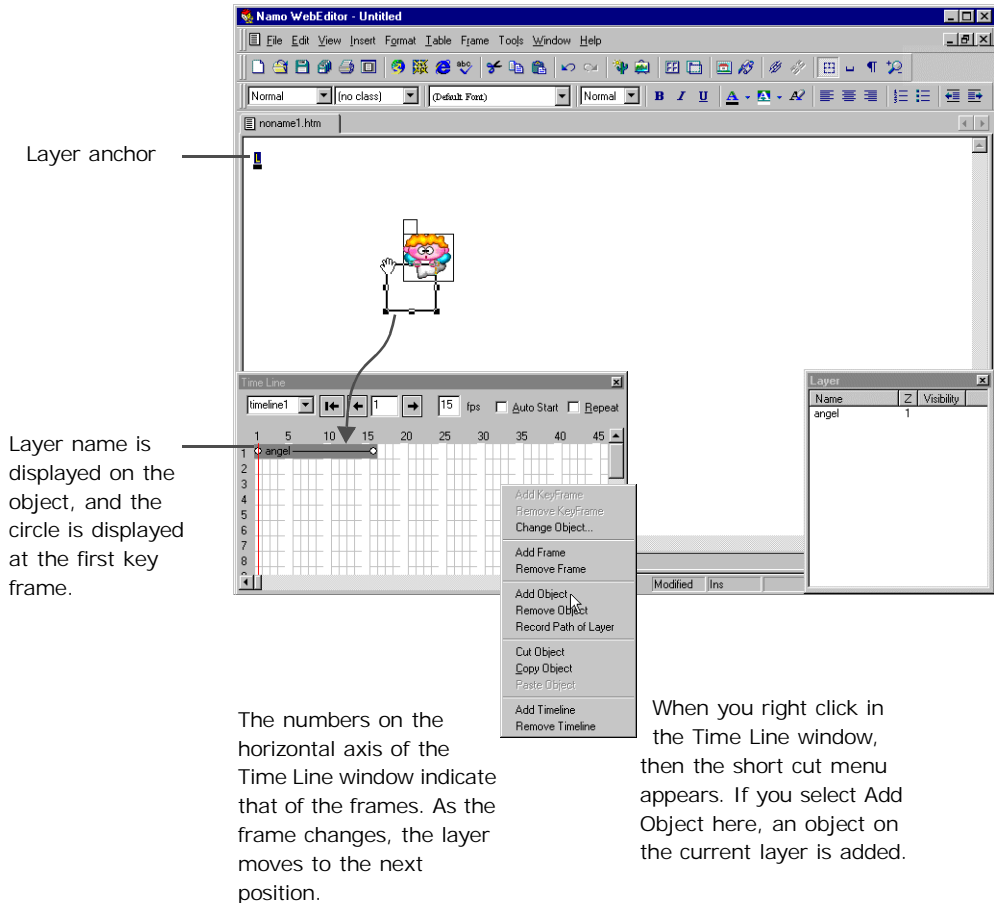 Namo WebEditor - Untitled
File Edit View Insert Format Table Frame Tools Window Help
Normal (no class) (Default Font) Normal B I U A A A
noname1.htm
Layer anchor
L
Time Line
timeline1 1 15 fps Auto Start Repeat
1 5 10 15 20 25 30 35 40 45
1 angel
2
3
4
5
6
7
8
Layer
Name Z Visibility
angel 1
Layer name is
displayed on the
object, and the
circle is displayed
at the first key
frame.
Add KeyFrame
Remove KeyFrame
Change Object...
Add Frame
Remove Frame
Add Object
Remove Object
Record Path of Layer
Cut Object
Copy Object
Paste Object
Add Timeline
Remove Timeline
Modified Ins
The numbers on the
horizontal axis of the
Time Line window indicate
that of the frames. As the
frame changes, the layer
moves to the next
position.
When you right click in
the Time Line window,
then the short cut menu
appears. If you select Add
Object here, an object on
the current layer is added.